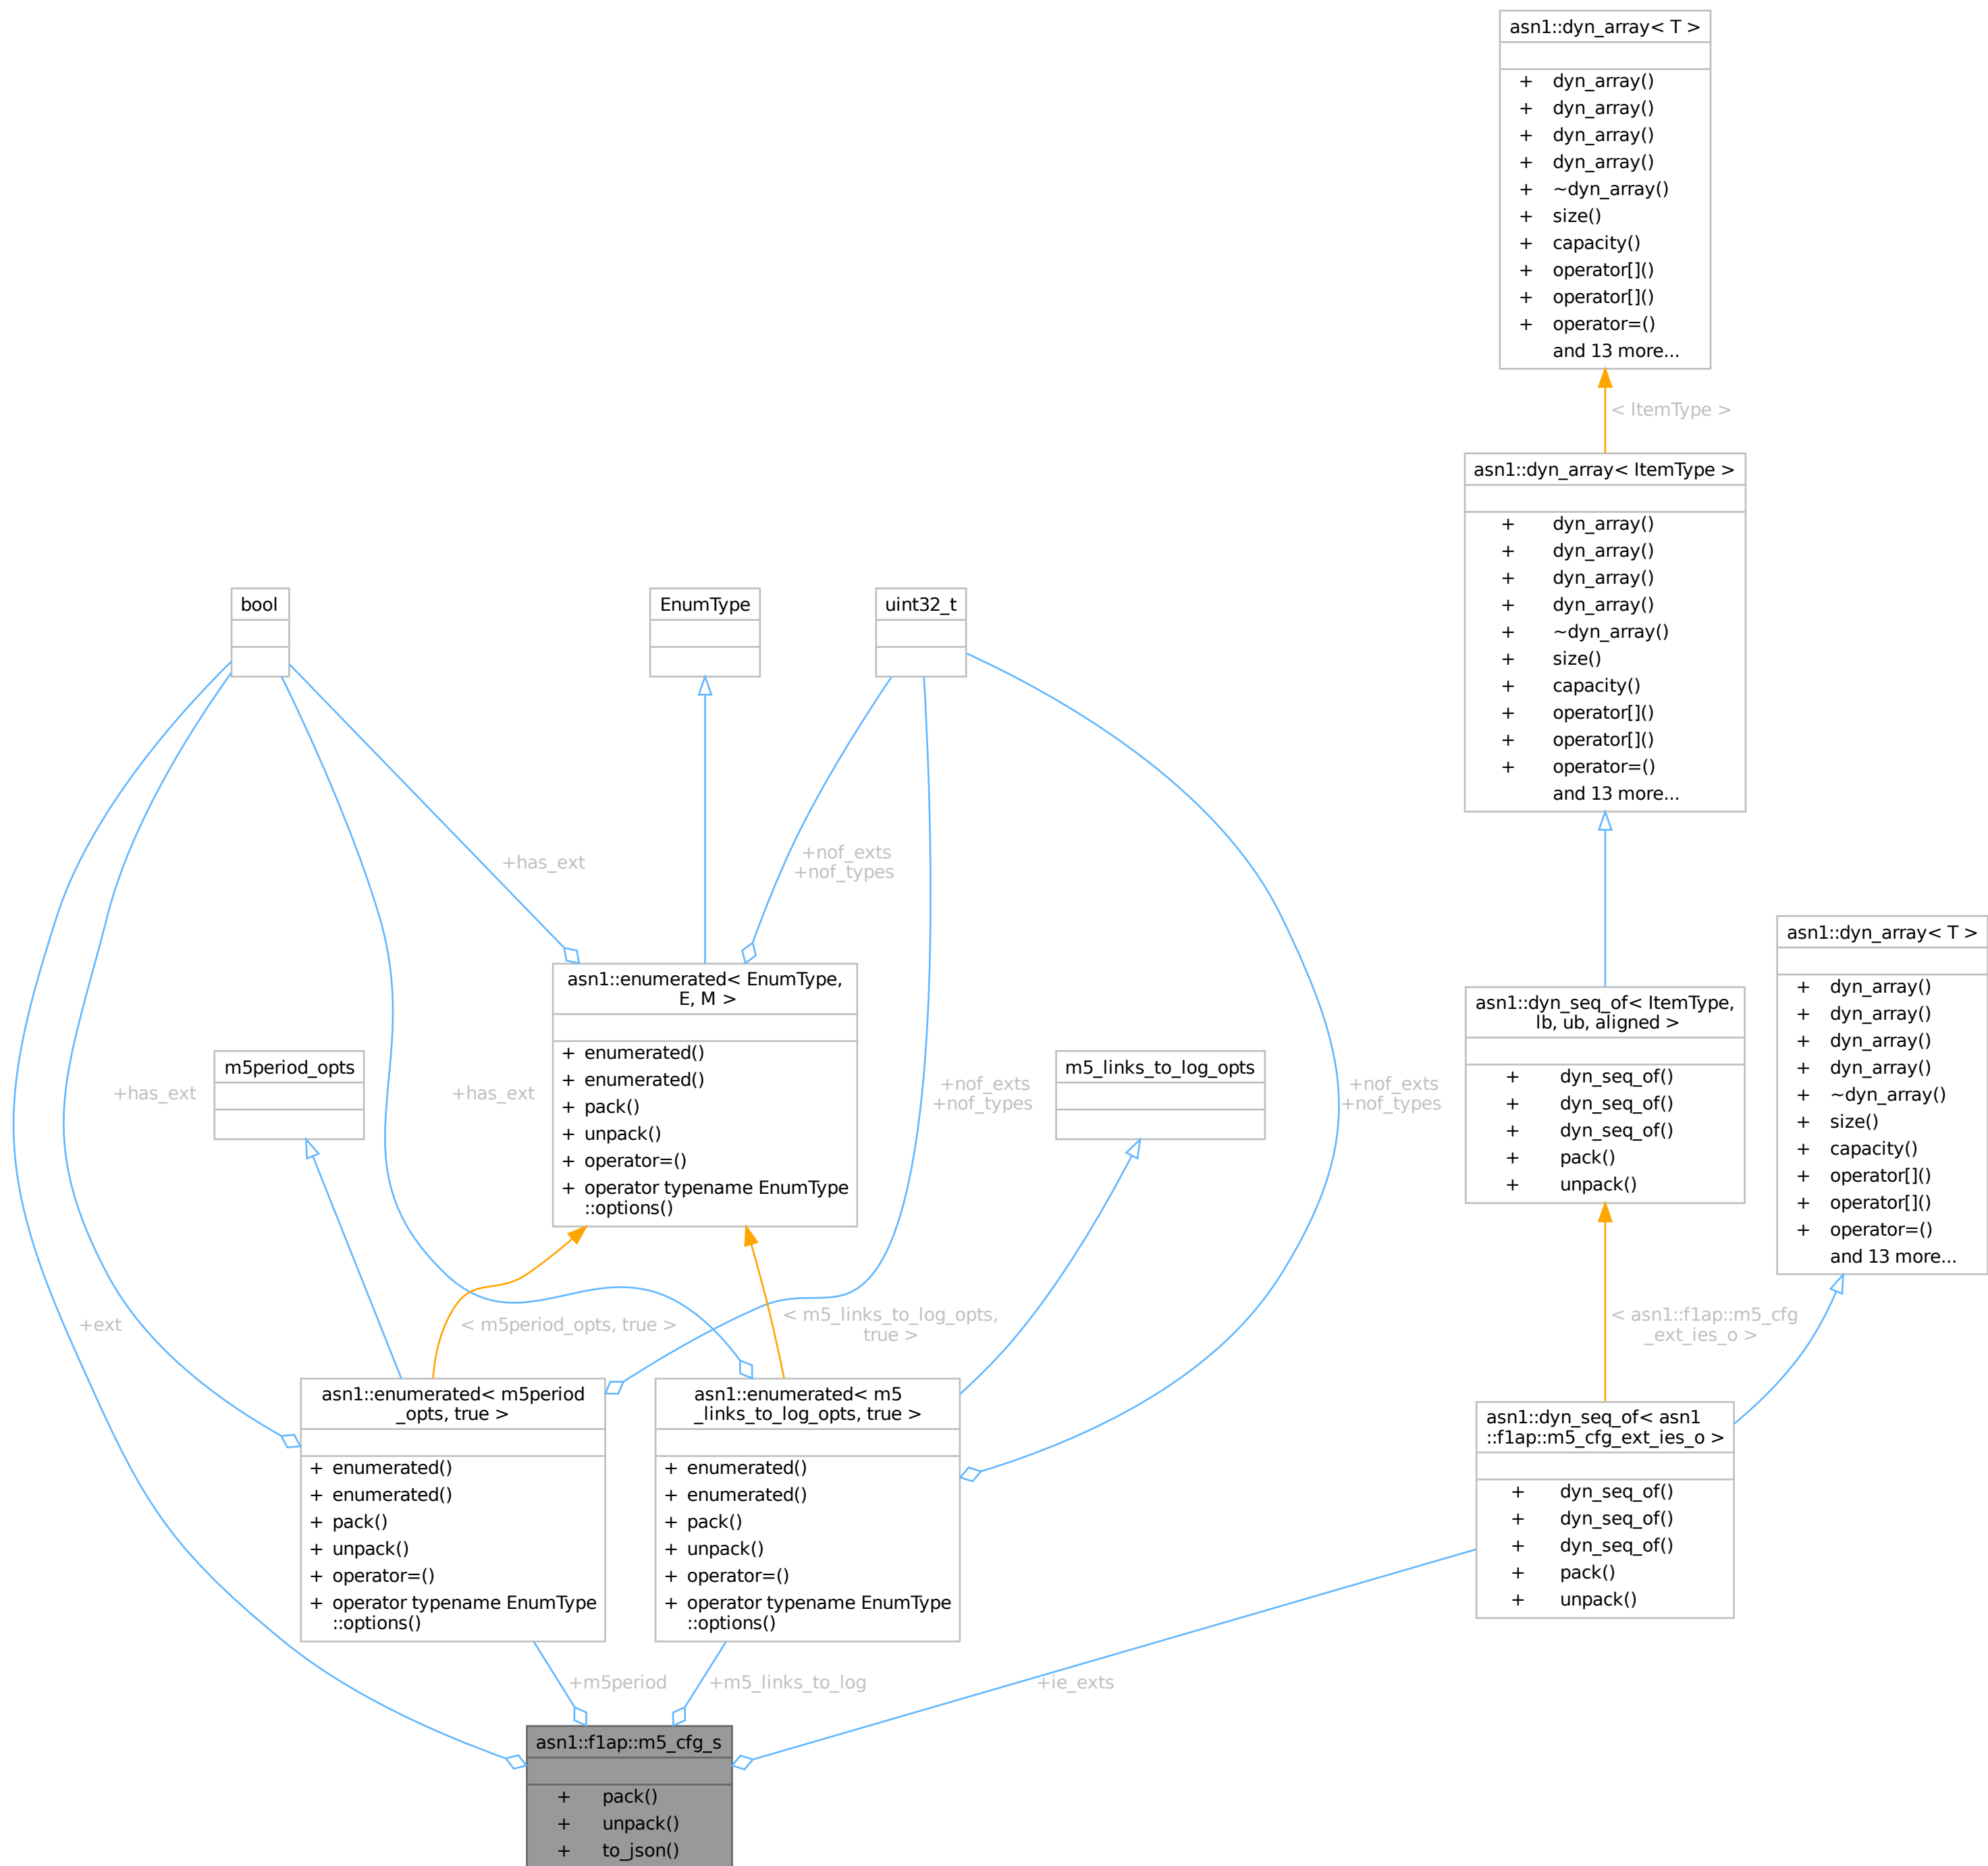 asn1::dyn_array< T >
+ dyn_array()
+ dyn_array()
+ dyn_array()
+ dyn_array()
+ ~dyn_array()
+ size()
+ capacity()
+ operator[]()
+ operator[]()
+ operator=()
and 13 more...
< ItemType >
asn1::dyn_array< ItemType >
+ dyn_array()
+ dyn_array()
+ dyn_array()
+ dyn_array()
+ ~dyn_array()
+ size()
+ capacity()
+ operator[]()
+ operator[]()
+ operator=()
and 13 more...
bool
EnumType
uint32_t
+has_ext
+nof_exts
+nof_types
asn1::dyn_array< T >
+ dyn_array()
+ dyn_array()
+ dyn_array()
+ dyn_array()
+ ~dyn_array()
+ size()
+ capacity()
+ operator[]()
+ operator[]()
+ operator=()
and 13 more...
asn1::enumerated< EnumType,
E, M >
+ enumerated()
+ enumerated()
+ pack()
+ unpack()
+ operator=()
+ operator typename EnumType
::options()
asn1::dyn_seq_of< ItemType,
lb, ub, aligned >
+ dyn_seq_of()
+ dyn_seq_of()
+ dyn_seq_of()
+ pack()
+ unpack()
m5period_opts
m5_links_to_log_opts
+has_ext
+has_ext
+nof_exts
+nof_types
+nof_exts
+nof_types
+ext
< m5period_opts, true >
< m5_links_to_log_opts,
true >
< asn1::f1ap::m5_cfg
_ext_ies_o >
asn1::enumerated< m5period
_opts, true >
+ enumerated()
+ enumerated()
+ pack()
+ unpack()
+ operator=()
+ operator typename EnumType
::options()
asn1::enumerated< m5
_links_to_log_opts, true >
+ enumerated()
+ enumerated()
+ pack()
+ unpack()
+ operator=()
+ operator typename EnumType
::options()
asn1::dyn_seq_of< asn1
::f1ap::m5_cfg_ext_ies_o >
+ dyn_seq_of()
+ dyn_seq_of()
+ dyn_seq_of()
+ pack()
+ unpack()
+m5period
+m5_links_to_log
+ie_exts
asn1::f1ap::m5_cfg_s
+ pack()
+ unpack()
+ to_json()